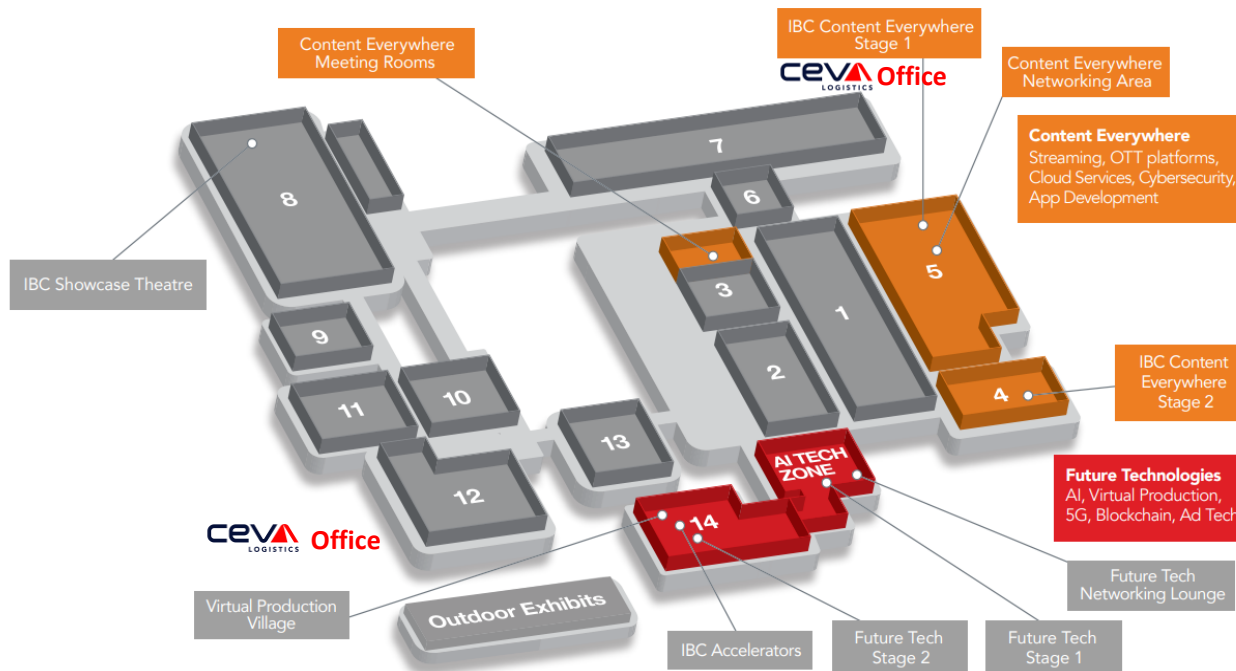 IBC Content Everywhere
Stage 1
Content Everywhere
Meeting Rooms
CEVA
LOGISTICS
Office
Content Everywhere
Networking Area
Content Everywhere
Streaming, OTT platforms,
Cloud Services, Cybersecurity,
App Development
7
8
6
5
IBC Showcase Theatre
3
1
9
2
IBC Content
Everywhere
Stage 2
4
10
11
13
AI TECH
ZONE
12
14
Future Technologies
AI, Virtual Production,
5G, Blockchain, Ad Tech
CEVA
LOGISTICS
Office
Future Tech
Networking Lounge
Virtual Production
Village
Outdoor Exhibits
IBC Accelerators
Future Tech
Stage 2
Future Tech
Stage 1